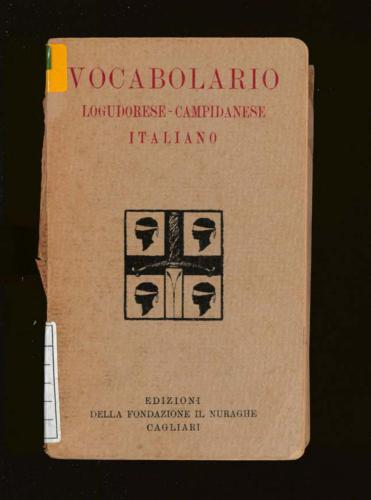 VOCABOLARIO
LOGUDORESE-CAMPIDANESE
ITALIANO
EDIZIONI
DELLA FONDAZIONE IL NURAGHE
CAGLIARI